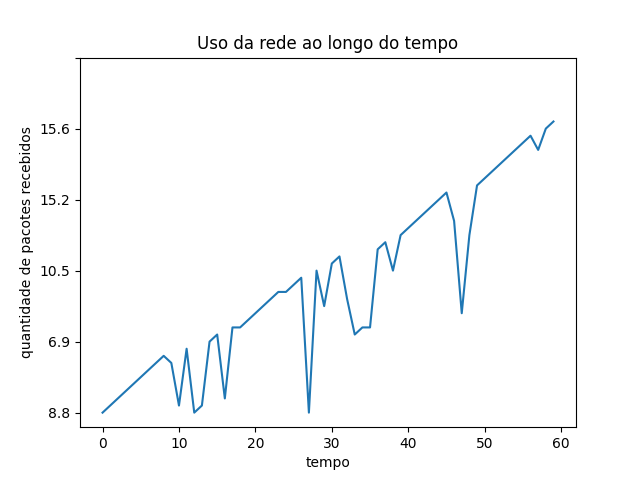 Uso da rede ao longo do tempo
quantidade de pacotes recebidos
15.6
15.2
10.5
6.9
8.8
0 10 20 30 40 50 60
tempo